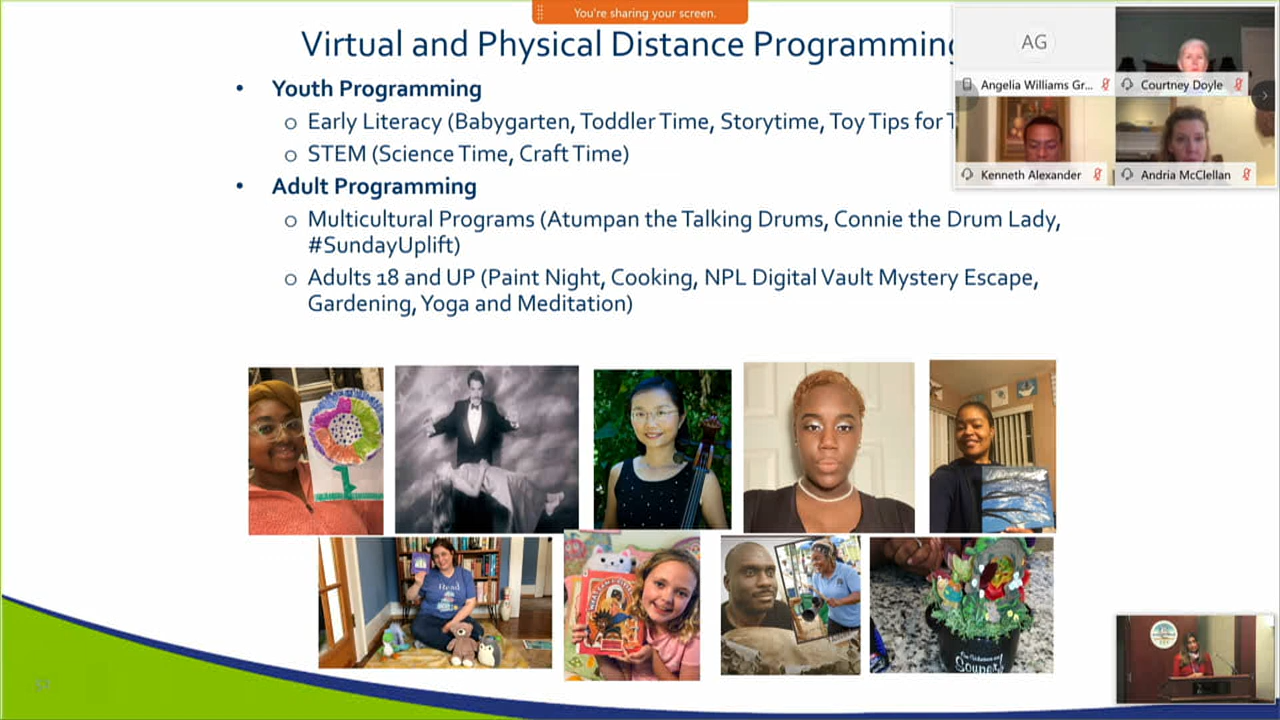 You're sharing your screen.
Virtual and Physical Distance Programming
AG
Angelia Williams Gr...
Courtney Doyle
Kenneth Alexander
Andria McClellan
• Youth Programming
o Early Literacy (Babygarten, Toddler Time, Storytime, Toy Tips for
o STEM (Science Time, Craft Time)
• Adult Programming
o Multicultural Programs (Atumpan the Talking Drums, Connie the Drum Lady,
#SundayUplift)
o Adults 18 and UP (Paint Night, Cooking, NPL Digital Vault Mystery Escape,
Gardening, Yoga and Meditation)
Read